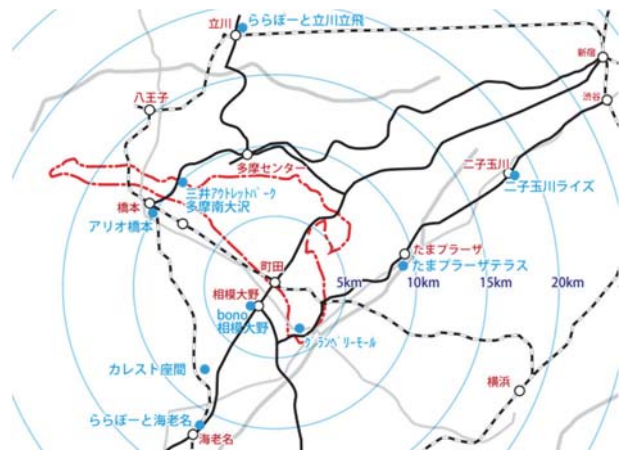 立川
ららぽーと立川立飛
新宿
渋谷
八王子
多摩センター
二子玉川
二子玉川ライズ
三井アウトレットパーク
多摩南大沢
橋本
アリオ橋本
たまプラーザ
たまプラーザテラス
町田
5km
10km
15km
20km
相模大野
bono
相模大野
グランベリーモール
カレスト座間
横浜
ららぽーと海老名
海老名